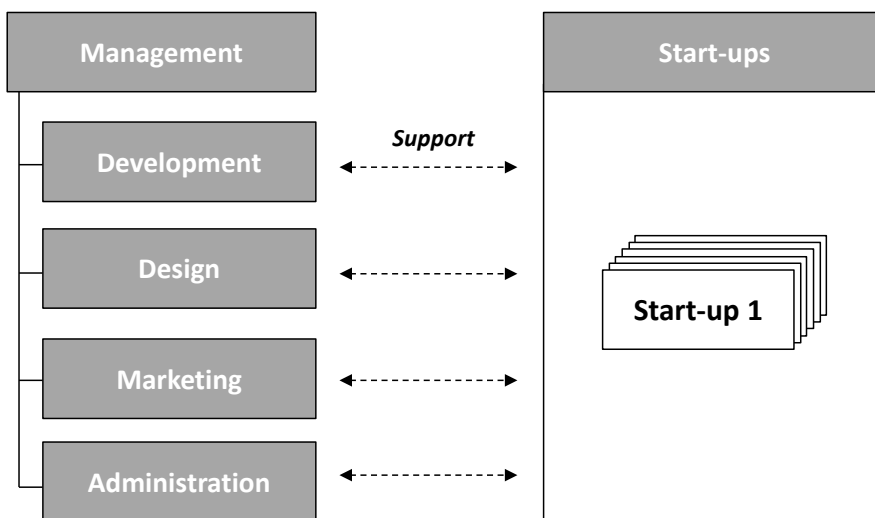 Management
Start-ups
Development
Support
Design
Start-up 1
Marketing
Administration